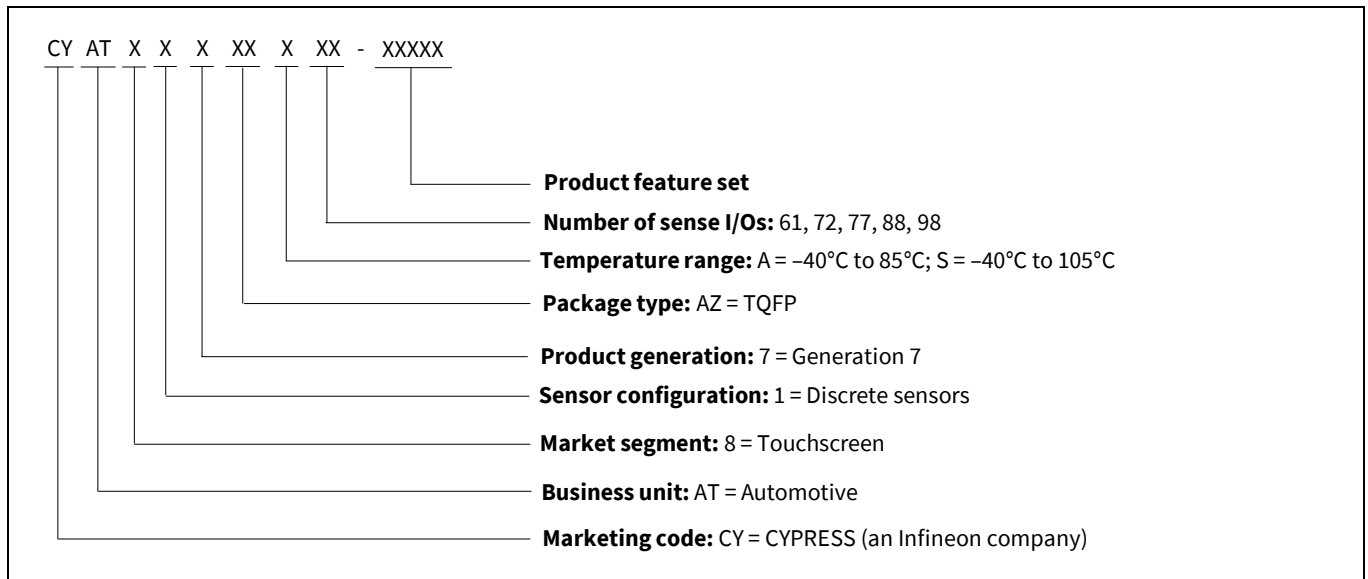 CY AT X X X XX X XX - XXXXX
Product feature set
Number of sense I/Os: 61, 72, 77, 88, 98
Temperature range: A = –40°C to 85°C; S = –40°C to 105°C
Package type: AZ = TQFP
Product generation: 7 = Generation 7
Sensor configuration: 1 = Discrete sensors
Market segment: 8 = Touchscreen
Business unit: AT = Automotive
Marketing code: CY = CYPRESS (an Infineon company)